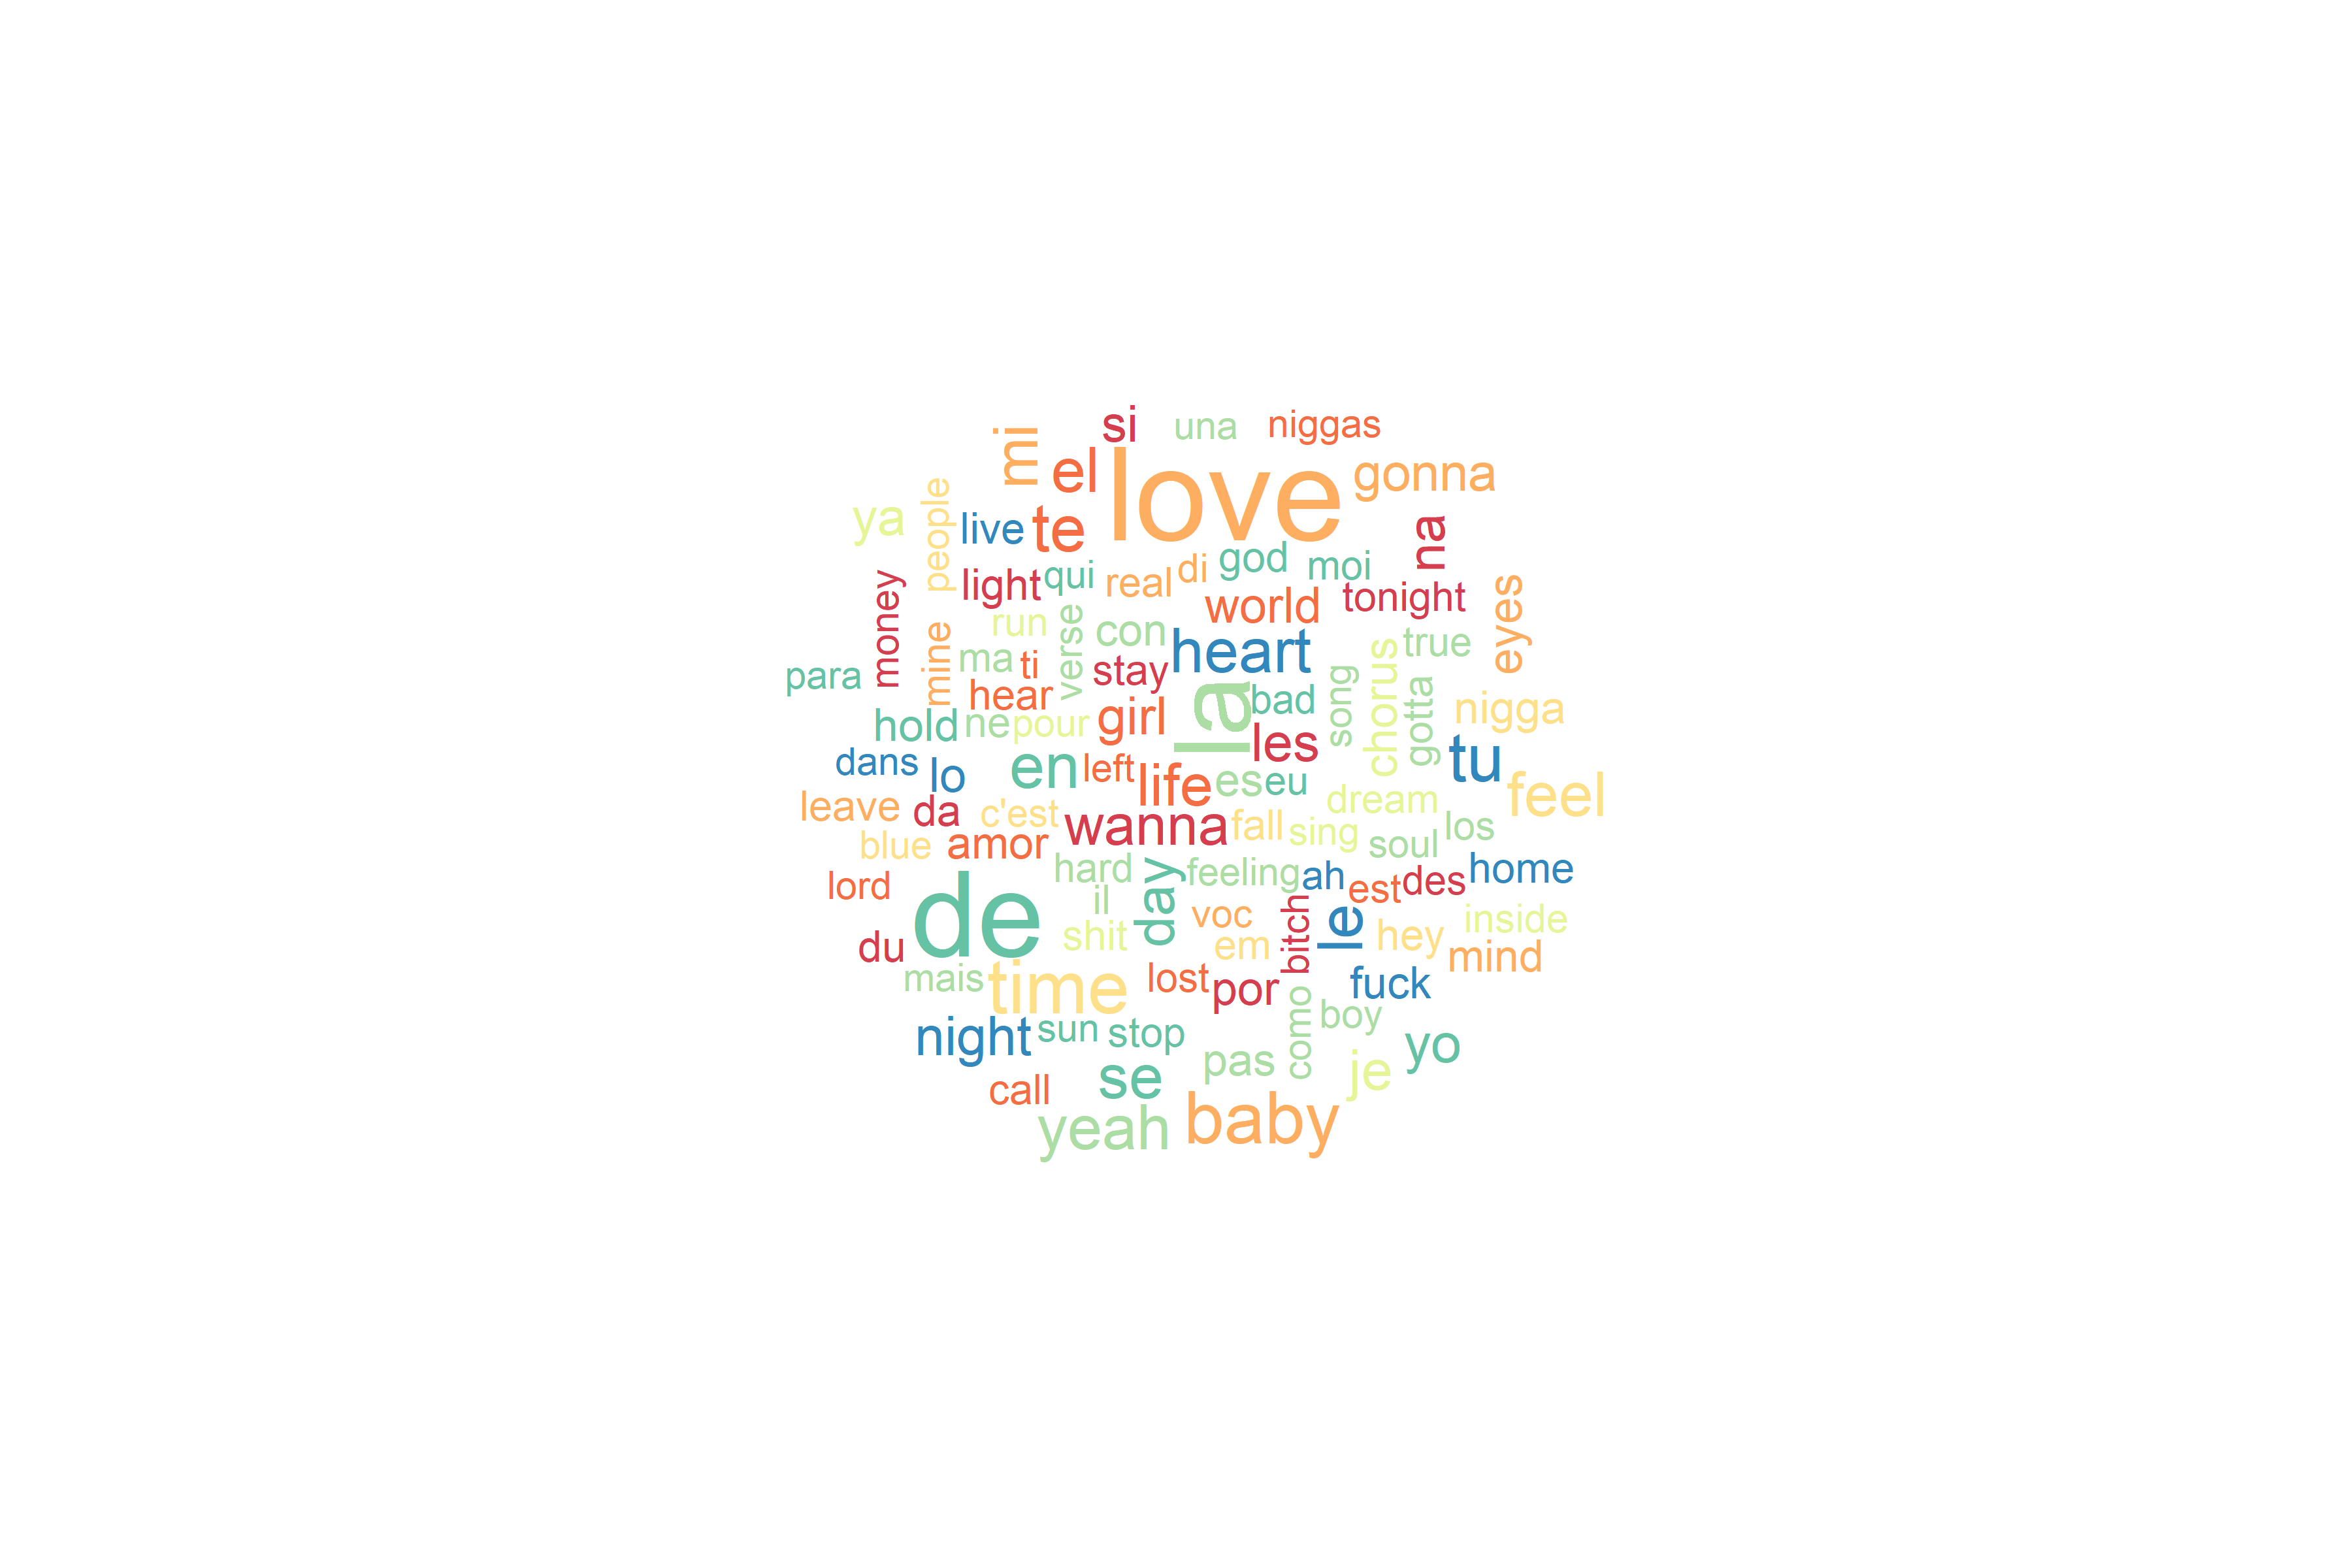 si
una
niggas
mi
el
love
gonna
people
ya
live
te
na
god
light
qui
real
di
moi
tonight
money
world
eyes
run
verse
con
true
mine
ma
ti
stay
heart
para
hear
la
bad
song
chorus
gotta
nigga
hold
ne
pour
girl
les
tu
dans
lo
en
left
life
es
eu
feel
leave
da
c'est
wanna
fall
dream
sing
los
blue
amor
soul
lord
de
hard
day
feeling
ah
est
des
home
il
voc
bitch
le
inside
du
shit
em
hey
mind
mais
time
lost
por
fuck
como
boy
night
sun
stop
pas
yo
call
se
je
yeah
baby